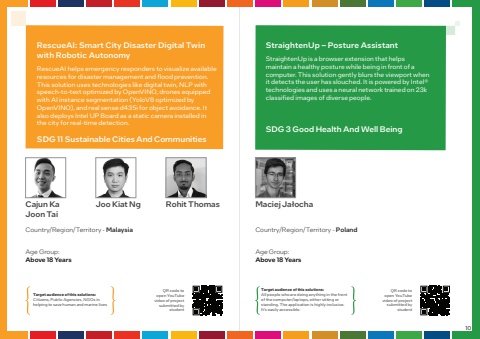 RescueAI: Smart City Disaster Digital Twin
with Robotic Autonomy
RescueAI helps emergency responders to visualize available
resources for disaster management and flood prevention.
This solution uses technologies like digital twin, NLP with
speech-to-text optimized by OpenVINO, drones equipped
with AI instance segmentation (YoloV8 optimized by
OpenVINO), and real sense d435i for object avoidance. It
also deploys Intel UP Board as a static camera installed in
the city for real-time detection.
SDG 11 Sustainable Cities And Communities
Cajun Ka
Joon Tai
Joo Kiat Ng
Rohit Thomas
Country/Region/Territory - Malaysia
Age Group:
Above 18 Years
Target audience of this solutions:
Citizens, Public Agencies, NGOs in
helping to save human and marine lives
QR code to
open YouTube
video of project
submitted by
student
StraightenUp – Posture Assistant
StraightenUp is a browser extension that helps
maintain a healthy posture while being in front of a
computer. This solution gently blurs the viewport when
it detects the user has slouched. It is powered by Intel®
technologies and uses a neural network trained on 23k
classified images of diverse people.
SDG 3 Good Health And Well Being
Maciej Jałocha
Country/Region/Territory - Poland
Age Group:
Above 18 Years
Target audience of this solutions:
All people who are doing anything in the front
of the computer/laptops, either sitting or
standing. The application is highly inclusive.
It's easily accessible.
QR code to
open YouTube
video of project
submitted by
student
10